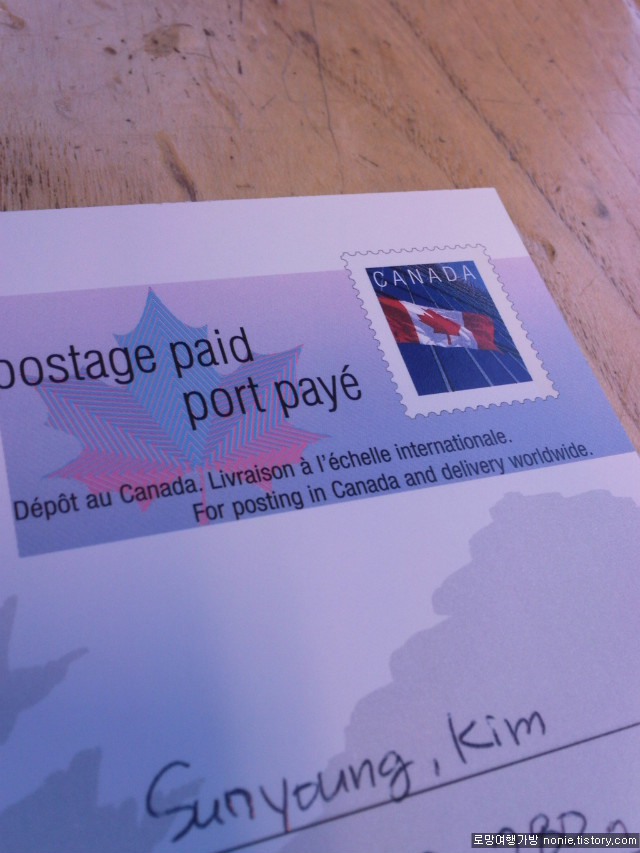 CANADA
postage paid
port payé
Dépôt au Canada. Livraison à l'échelle internationale.
For posting in Canada and delivery worldwide.
Sunyoung, Kim
로망여행가방 nonie.tistory.com